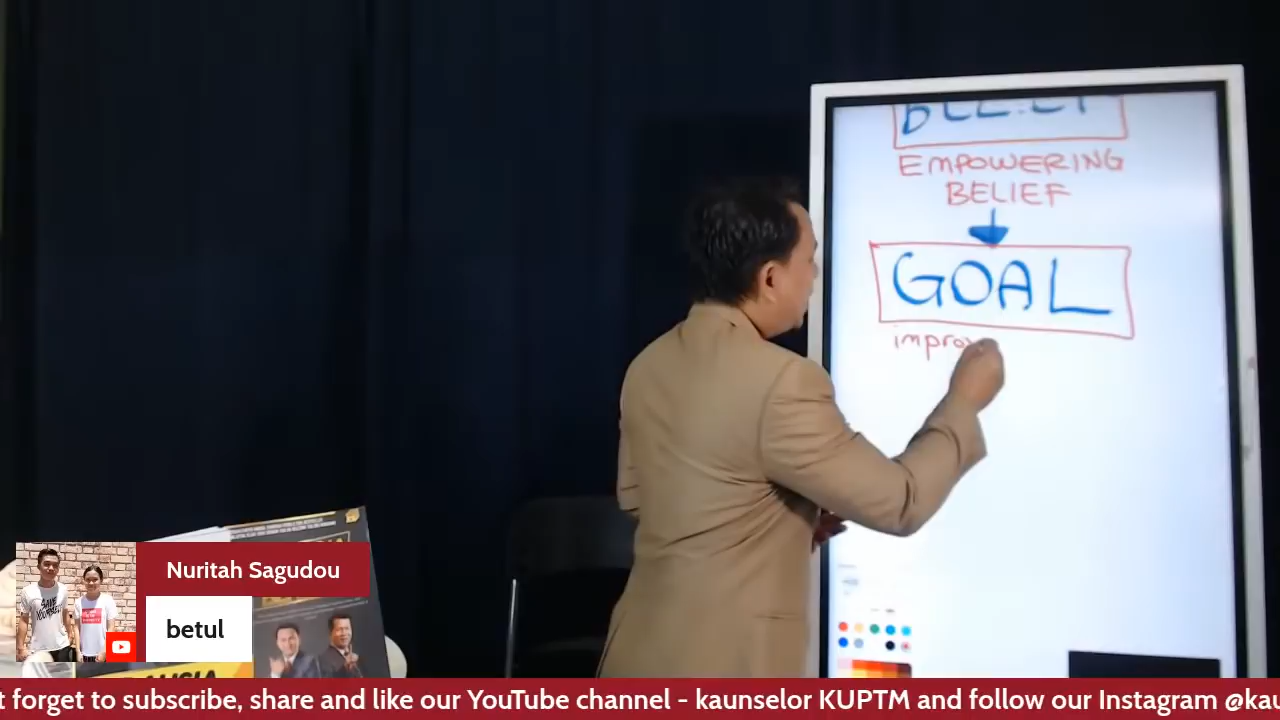 EMPOWERING
BELIEF
GOAL
Nuritah Sagudou
betul
t forget to subscribe, share and like our YouTube channel - kaunselor KUPTM and follow our Instagram @kau